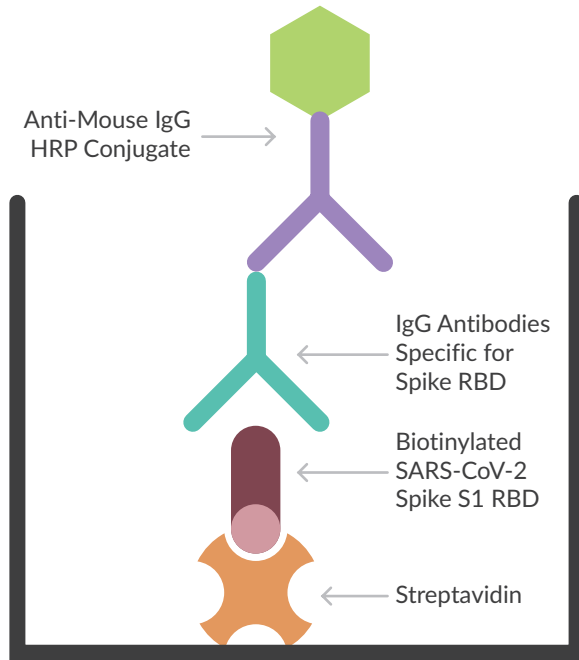 Anti-Mouse IgG
HRP Conjugate
IgG Antibodies
Specific for
Spike RBD
Biotinylated
SARS-CoV-2
Spike S1 RBD
Streptavidin